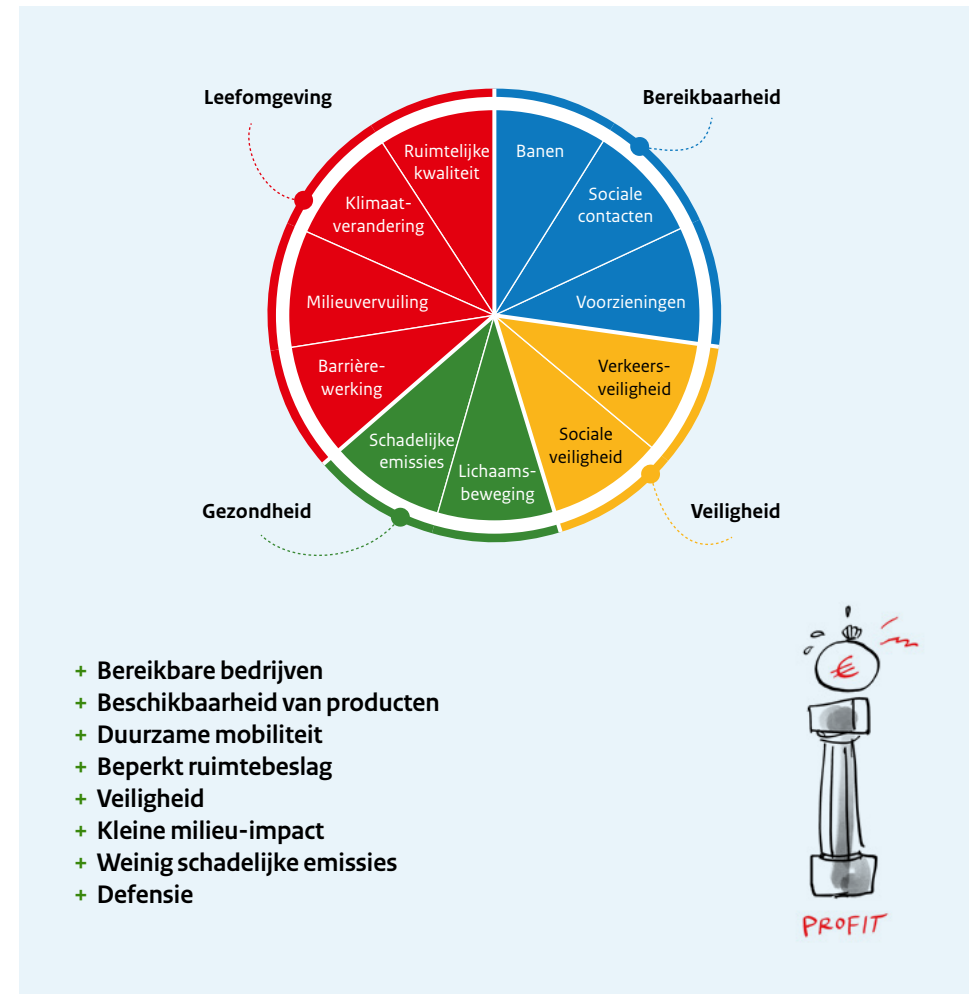 Leefomgeving
Bereikbaarheid
Ruimtelijke
kwaliteit
Banen
Klimaat-
verandering
Sociale
contacten
Milieuvervuiling
Voorzieningen
Barrière-
werking
Verkeers-
veiligheid
Schadelijke
emissies
Lichaams-
beweging
Sociale
veiligheid
Gezondheid
Veiligheid
€
+ Bereikbare bedrijven
+ Beschikbaarheid van producten
+ Duurzame mobiliteit
+ Beperkt ruimtebeslag
+ Veiligheid
+ Kleine milieu-impact
+ Weinig schadelijke emissies
+ Defensie
PROFIT